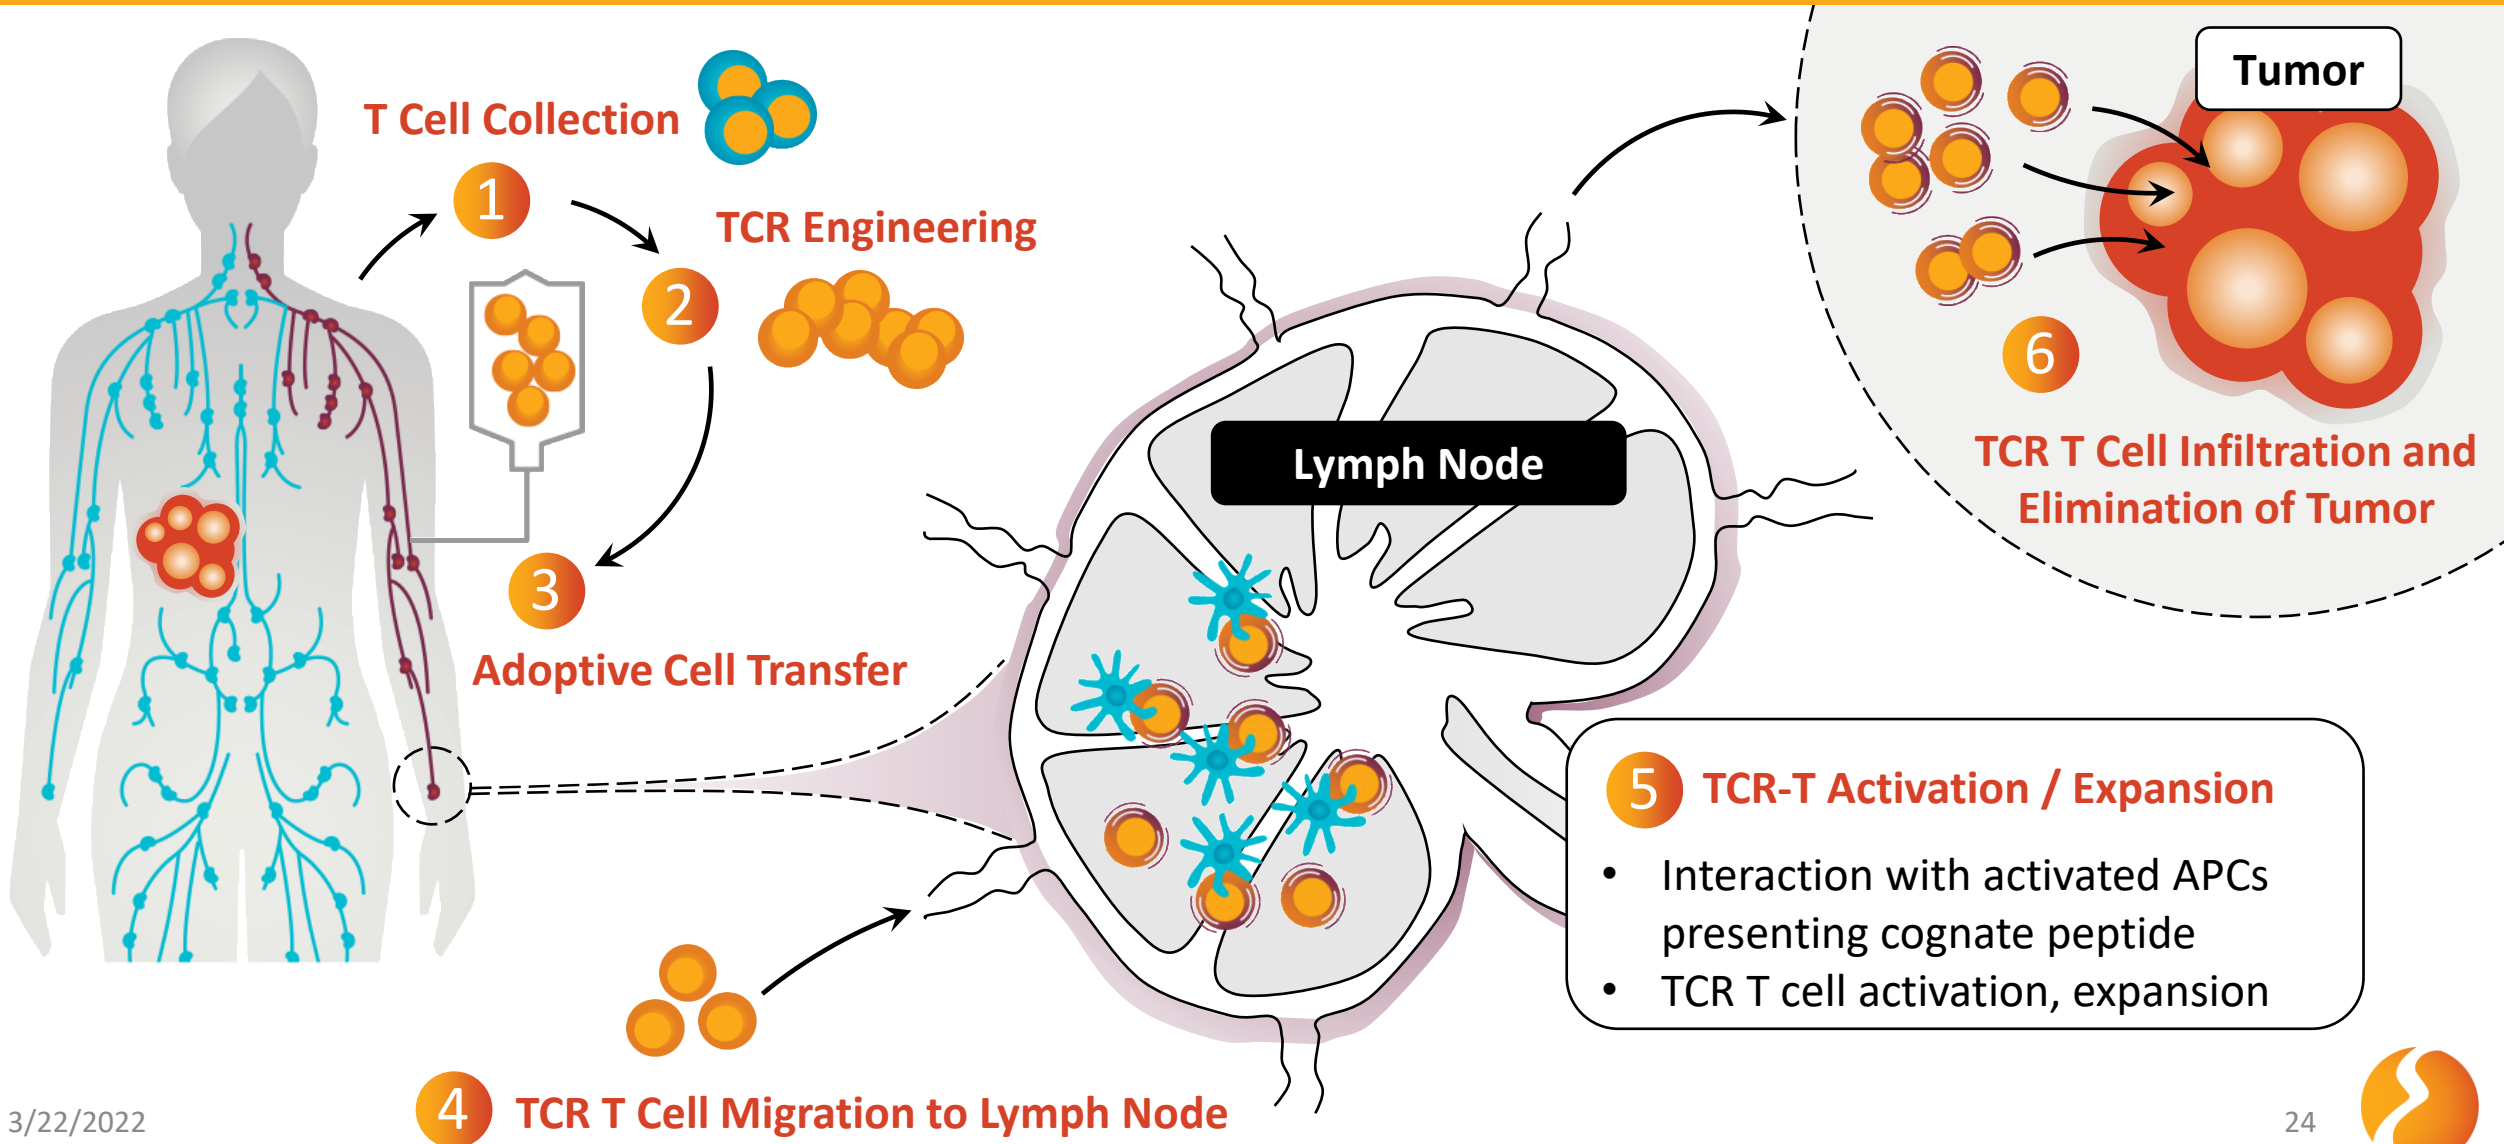 T Cell Collection
1
TCR Engineering
2
3
Adoptive Cell Transfer
4 TCR T Cell Migration to Lymph Node
Lymph Node
5 TCR-T Activation / Expansion
• Interaction with activated APCs
presenting cognate peptide
• TCR T cell activation, expansion
Tumor
6
TCR T Cell Infiltration and
Elimination of Tumor
3/22/2022
24